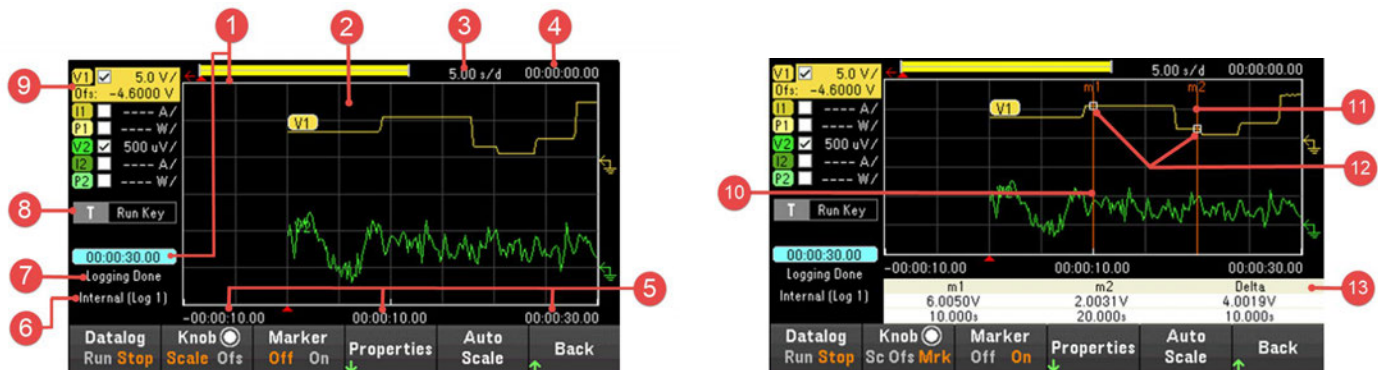 1
2
3
4
9
8
7
6
5
5.00 s/d 00:00:00.00
V1 5.0 V/
Ofs: -4.6000 V
I1 ---- A/
P1 ---- W/
V2 500 uV/
I2 ---- A/
P2 ---- W/
T Run Key
00:00:30.00
Logging Done
Internal (Log 1)
V1
-00:00:10.00 00:00:10.00 00:00:30.00
Datalog
Run Stop
Knob
Scale Ofs
Marker
Off On
Properties
Auto
Scale
Back
5.00 s/d 00:00:00.00
V1 5.0 V/
Ofs: -4.6000 V
I1 ---- A/
P1 ---- W/
V2 500 uV/
I2 ---- A/
P2 ---- W/
T Run Key
00:00:30.00
Logging Done
Internal (Log 1)
m1 m2
V1
10
11
12
13
-00:00:10.00 00:00:10.00 00:00:30.00
m1 m2 Delta
6.0050V 2.0031V 4.0019V
10.000s 20.000s 10.000s
Datalog
Run Stop
Knob
Sc Ofs Mrk
Marker
Off On
Properties
Auto
Scale
Back